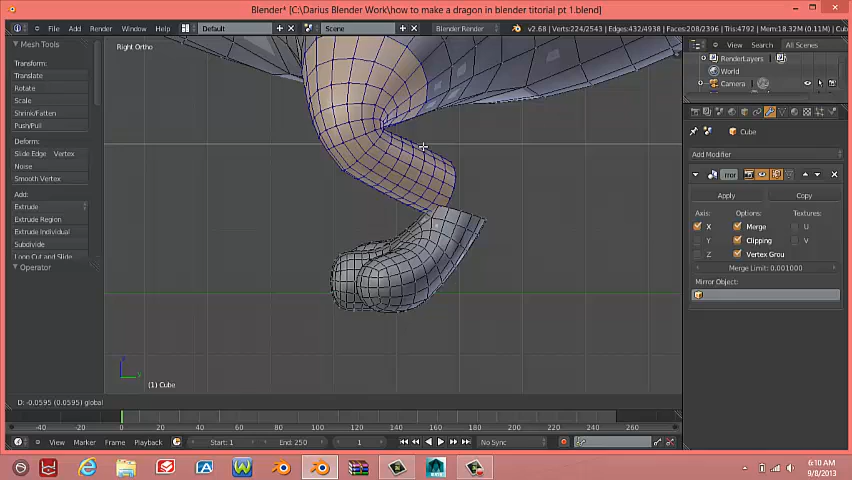 Blender* [C:\Darius Blender Work\how to make a dragon in blender titorial pt 1.blend]
File Add Render Window Help Default Scene Blender Render v2.68 | Verts:224/2543 | Edges:432/4938 | Faces:208/2396 | Mem:18.32M (0.11M) | Cube
Mesh Tools
Transform:
Translate
Rotate
Scale
Shrink/Fatten
Push/Pull
Deform:
Slide Edge Vertex
Noise
Smooth Vertex
Add:
Extrude
Extrude Region
Extrude Individual
Subdivide
Loop Cut and Slide
Operator
Right Ortho
(1) Cube
D: -0.0595 (0.0595) global
View Search All Scenes
RenderLayers
World
Camera
Cube
Add Modifier
Apply Copy
Axis: Options: Textures:
X Merge U
Y Clipping V
Z Vertex Grou
Merge Limit: 0.001000
Mirror Object:
-40 -20 0 20 40 60 80 100 120 140 160 180 200 220 240 260
View Marker Frame Playback Start: 1 End: 250 1 No Sync
6:10 AM
9/8/2013